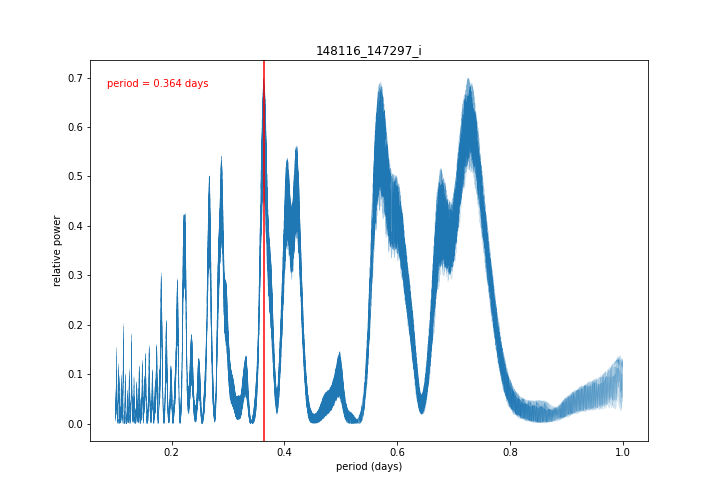 148116_147297_i
period = 0.364 days
relative power
0.7
0.6
0.5
0.4
0.3
0.2
0.1
0.0
0.2 0.4 0.6 0.8 1.0
period (days)